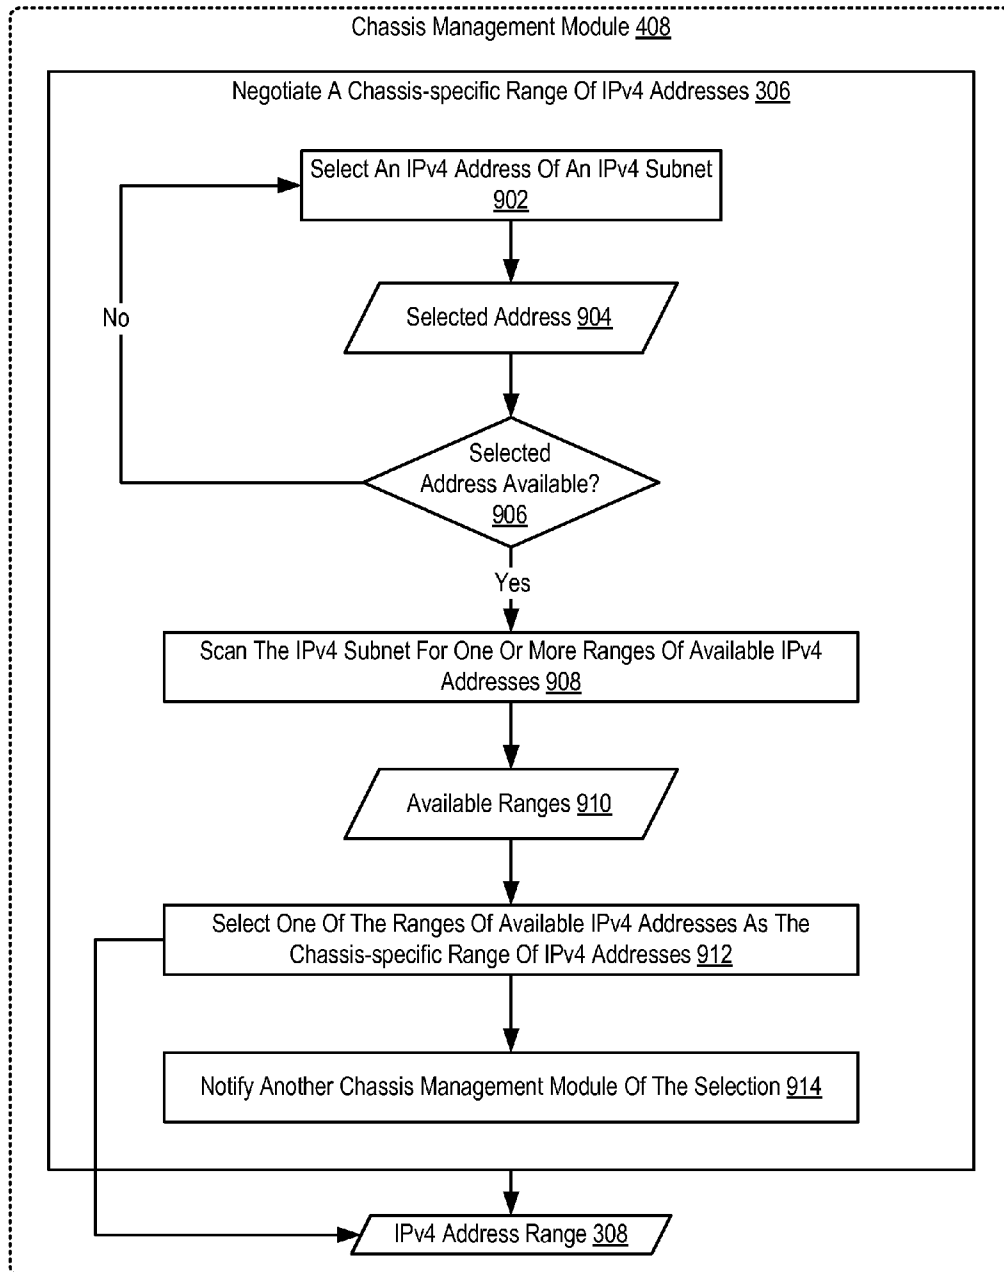 Chassis Management Module 408
Negotiate A Chassis-specific Range Of IPv4 Addresses 306
Select An IPv4 Address Of An IPv4 Subnet
902
No
Selected Address 904
Selected
Address Available?
906
Yes
Scan The IPv4 Subnet For One Or More Ranges Of Available IPv4
Addresses 908
Available Ranges 910
Select One Of The Ranges Of Available IPv4 Addresses As The
Chassis-specific Range Of IPv4 Addresses 912
Notify Another Chassis Management Module Of The Selection 914
IPv4 Address Range 308